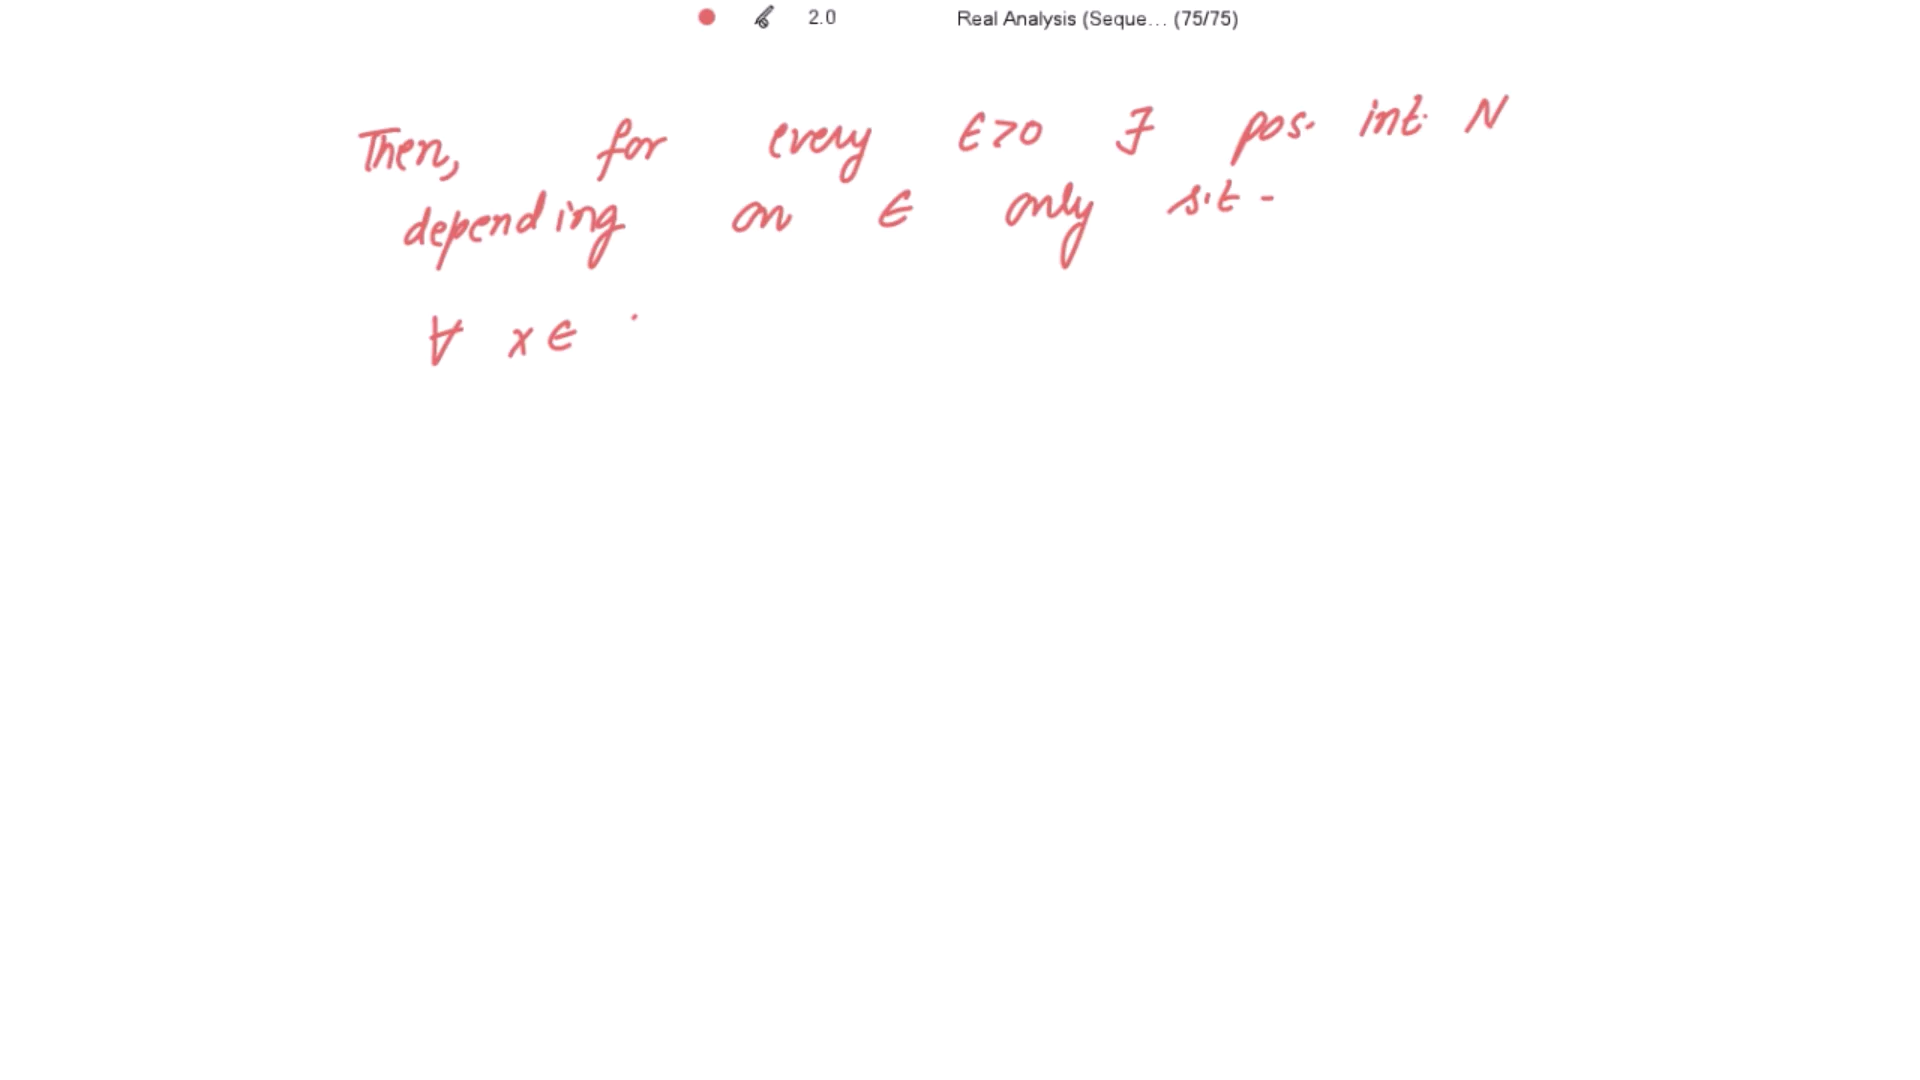 2.0 Real Analysis (Seque... (75/75)
Then, for every ϵ>0 ∃ pos. int. N
depending on ϵ only s.t -
∀ x ∈